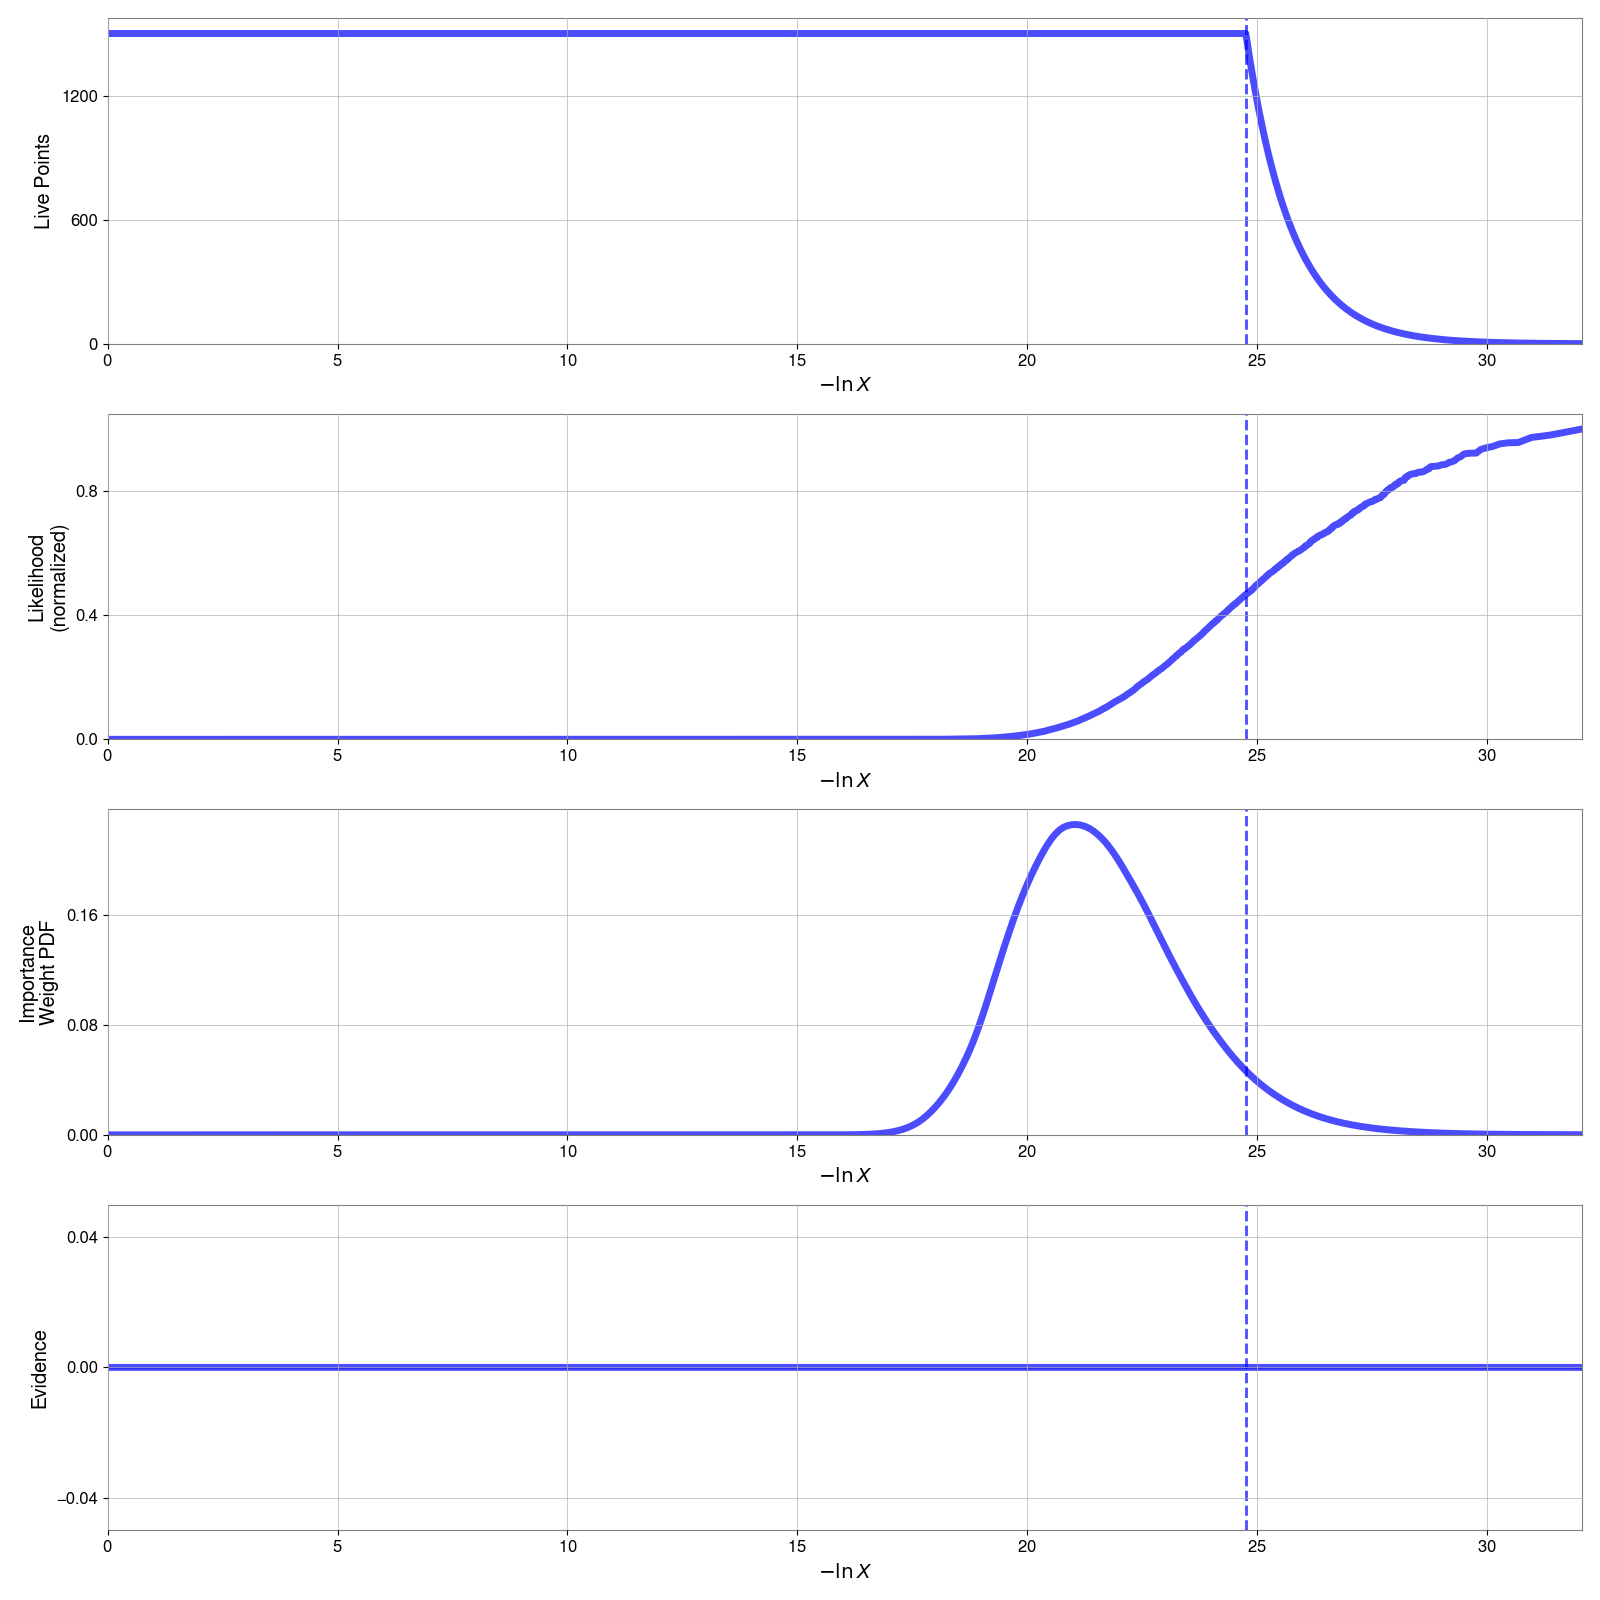 1200
600
0
Live Points
0 5 10 15 20 25 30
−ln X
0.8
0.4
0.0
Likelihood
(normalized)
0 5 10 15 20 25 30
−ln X
0.16
0.08
0.00
Importance
Weight PDF
0 5 10 15 20 25 30
−ln X
0.04
0.00
−0.04
Evidence
0 5 10 15 20 25 30
−ln X